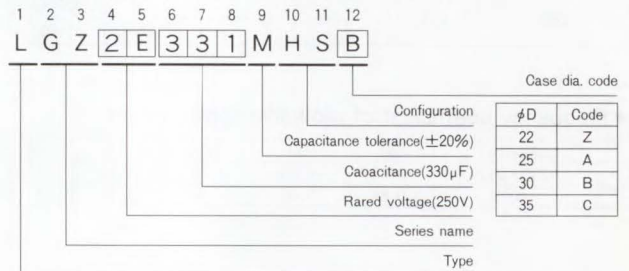 1 2 3 4 5 6 7 8 9 10 11 12
L G Z 2 E 3 3 1 M H S B
Case dia. code
Configuration
Capacitance tolerance(±20%)
Caoacitance(330μF)
Rared voltage(250V)
Series name
Type
φD Code
22 Z
25 A
30 B
35 C